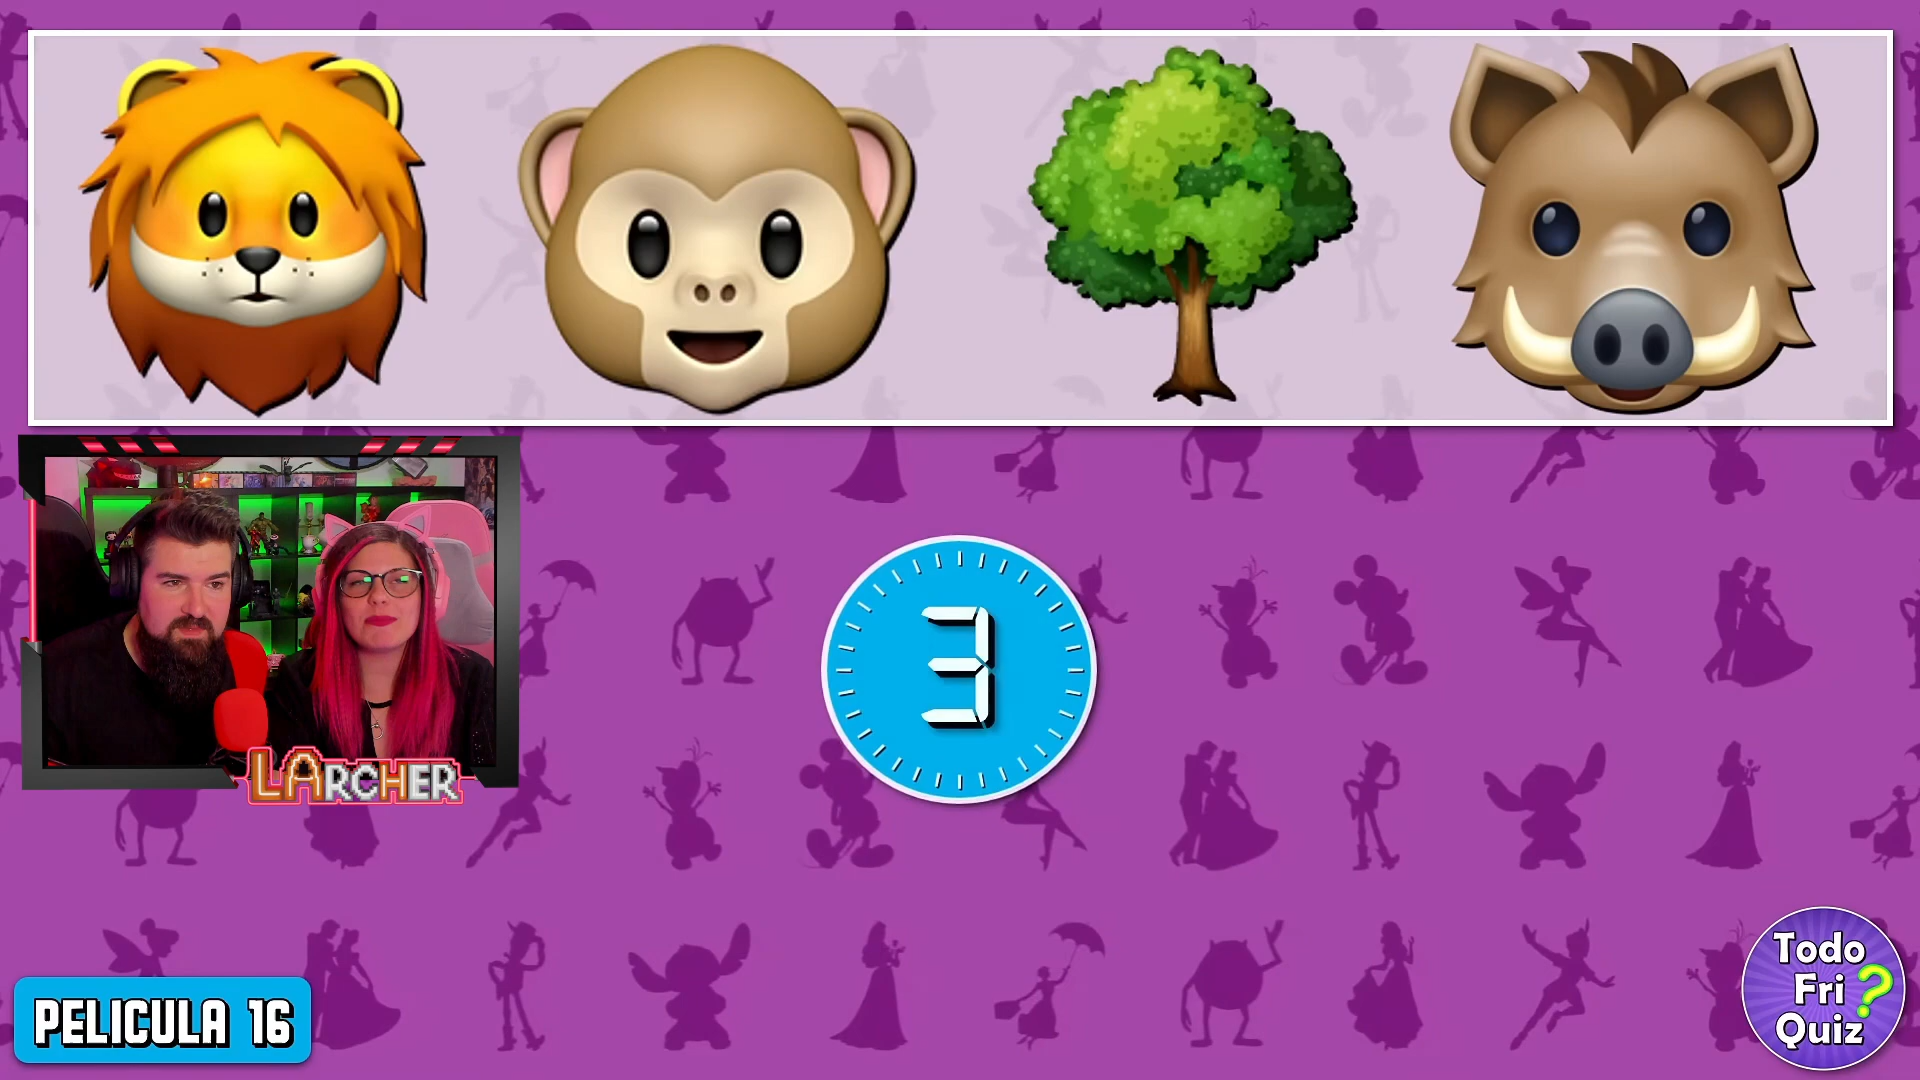 3
LARCHER
PELICULA 16
Todo
Fri ?
Quiz